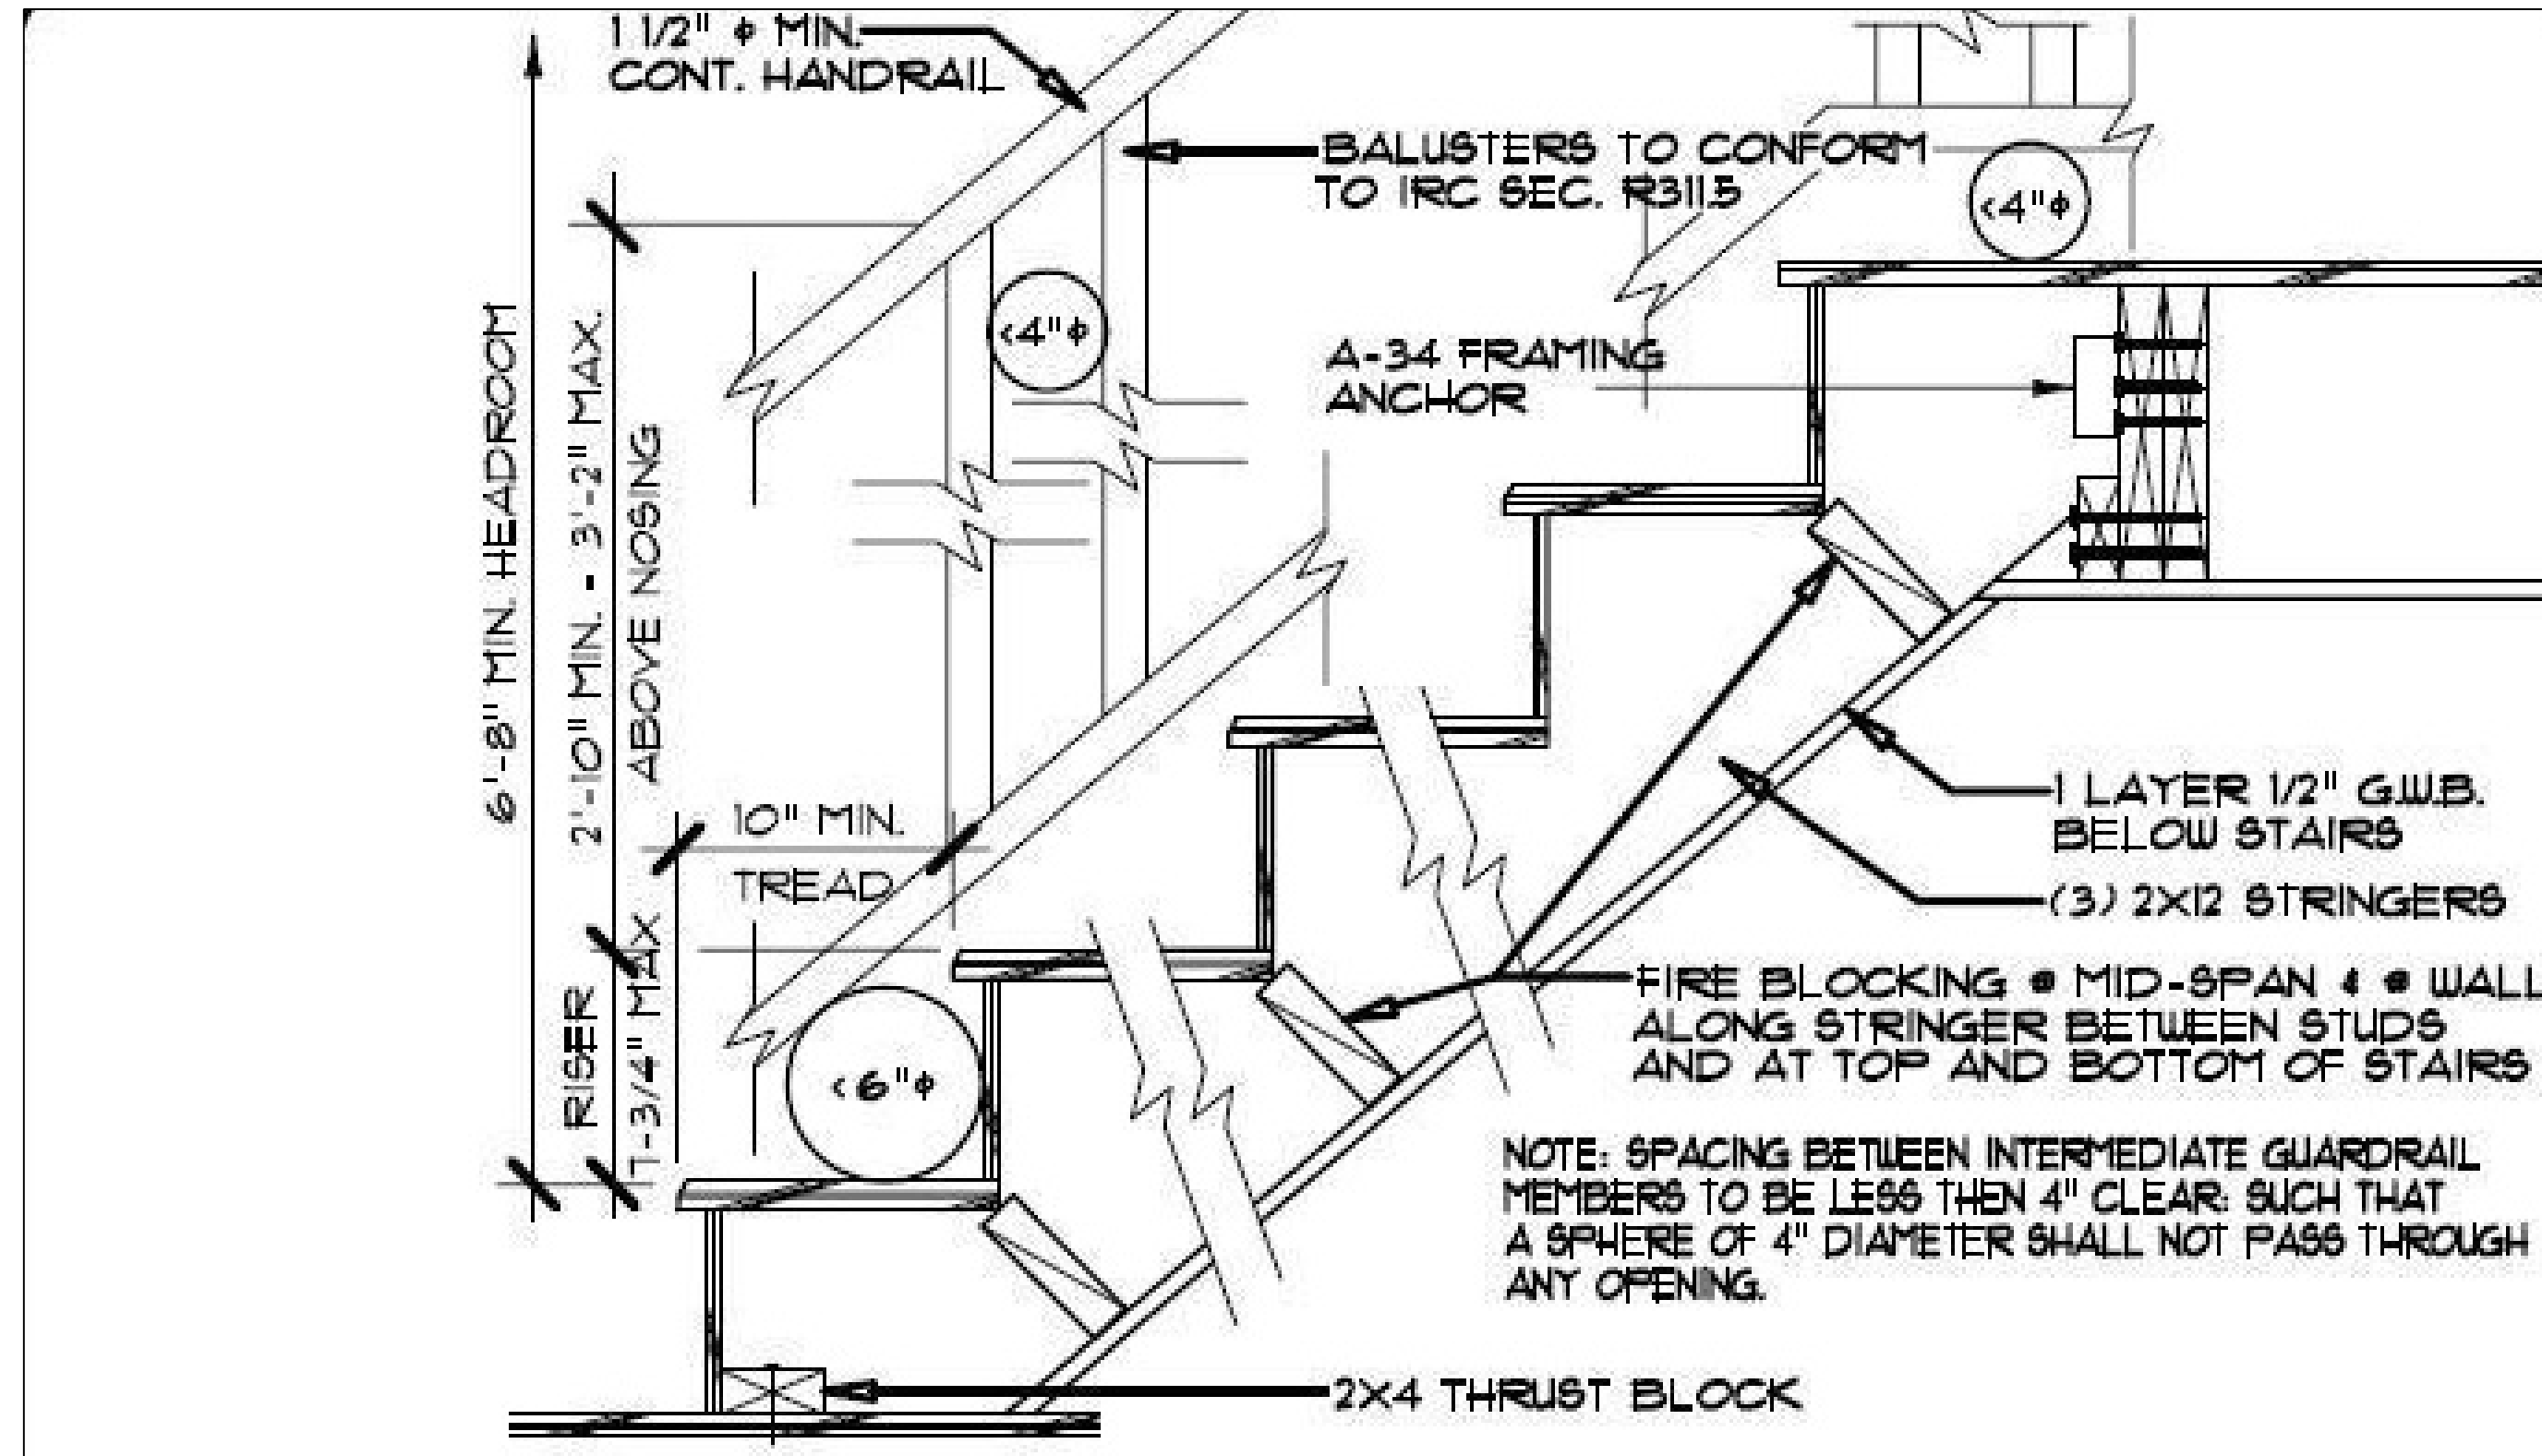 1 1/2" ϕ MIN.
CONT. HANDRAIL
BALUSTERS TO CONFORM
TO IRC SEC. R311.5
<4"ϕ
<4"ϕ
A-34 FRAMING
ANCHOR
6'-8" MIN. HEADROOM
2'-10" MIN. - 3'-2" MAX.
ABOVE NOSING
10" MIN.
TREAD
RISER
7-3/4" MAX
<6"ϕ
1 LAYER 1/2" G.W.B.
BELOW STAIRS
(3) 2X12 STRINGERS
FIRE BLOCKING @ MID-SPAN & @ WALL
ALONG STRINGER BETWEEN STUDS
AND AT TOP AND BOTTOM OF STAIRS
NOTE: SPACING BETWEEN INTERMEDIATE GUARDRAIL
MEMBERS TO BE LESS THEN 4" CLEAR: SUCH THAT
A SPHERE OF 4" DIAMETER SHALL NOT PASS THROUGH
ANY OPENING.
2X4 THRUST BLOCK